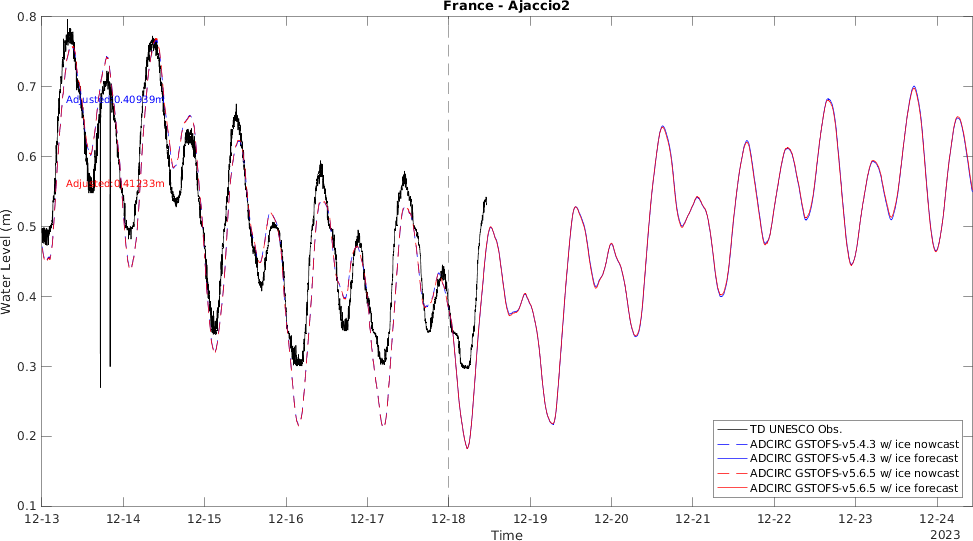 France - Ajaccio2
0.8
0.7
0.6
0.5
0.4
0.3
0.2
0.1
Water Level (m)
Adjusted:0.40939m
Adjusted:0.41233m
TD UNESCO Obs.
ADCIRC GSTOFS-v5.4.3 w/ ice nowcast
ADCIRC GSTOFS-v5.4.3 w/ ice forecast
ADCIRC GSTOFS-v5.6.5 w/ ice nowcast
ADCIRC GSTOFS-v5.6.5 w/ ice forecast
12-13 12-14 12-15 12-16 12-17 12-18 12-19 12-20 12-21 12-22 12-23 12-24
Time 2023